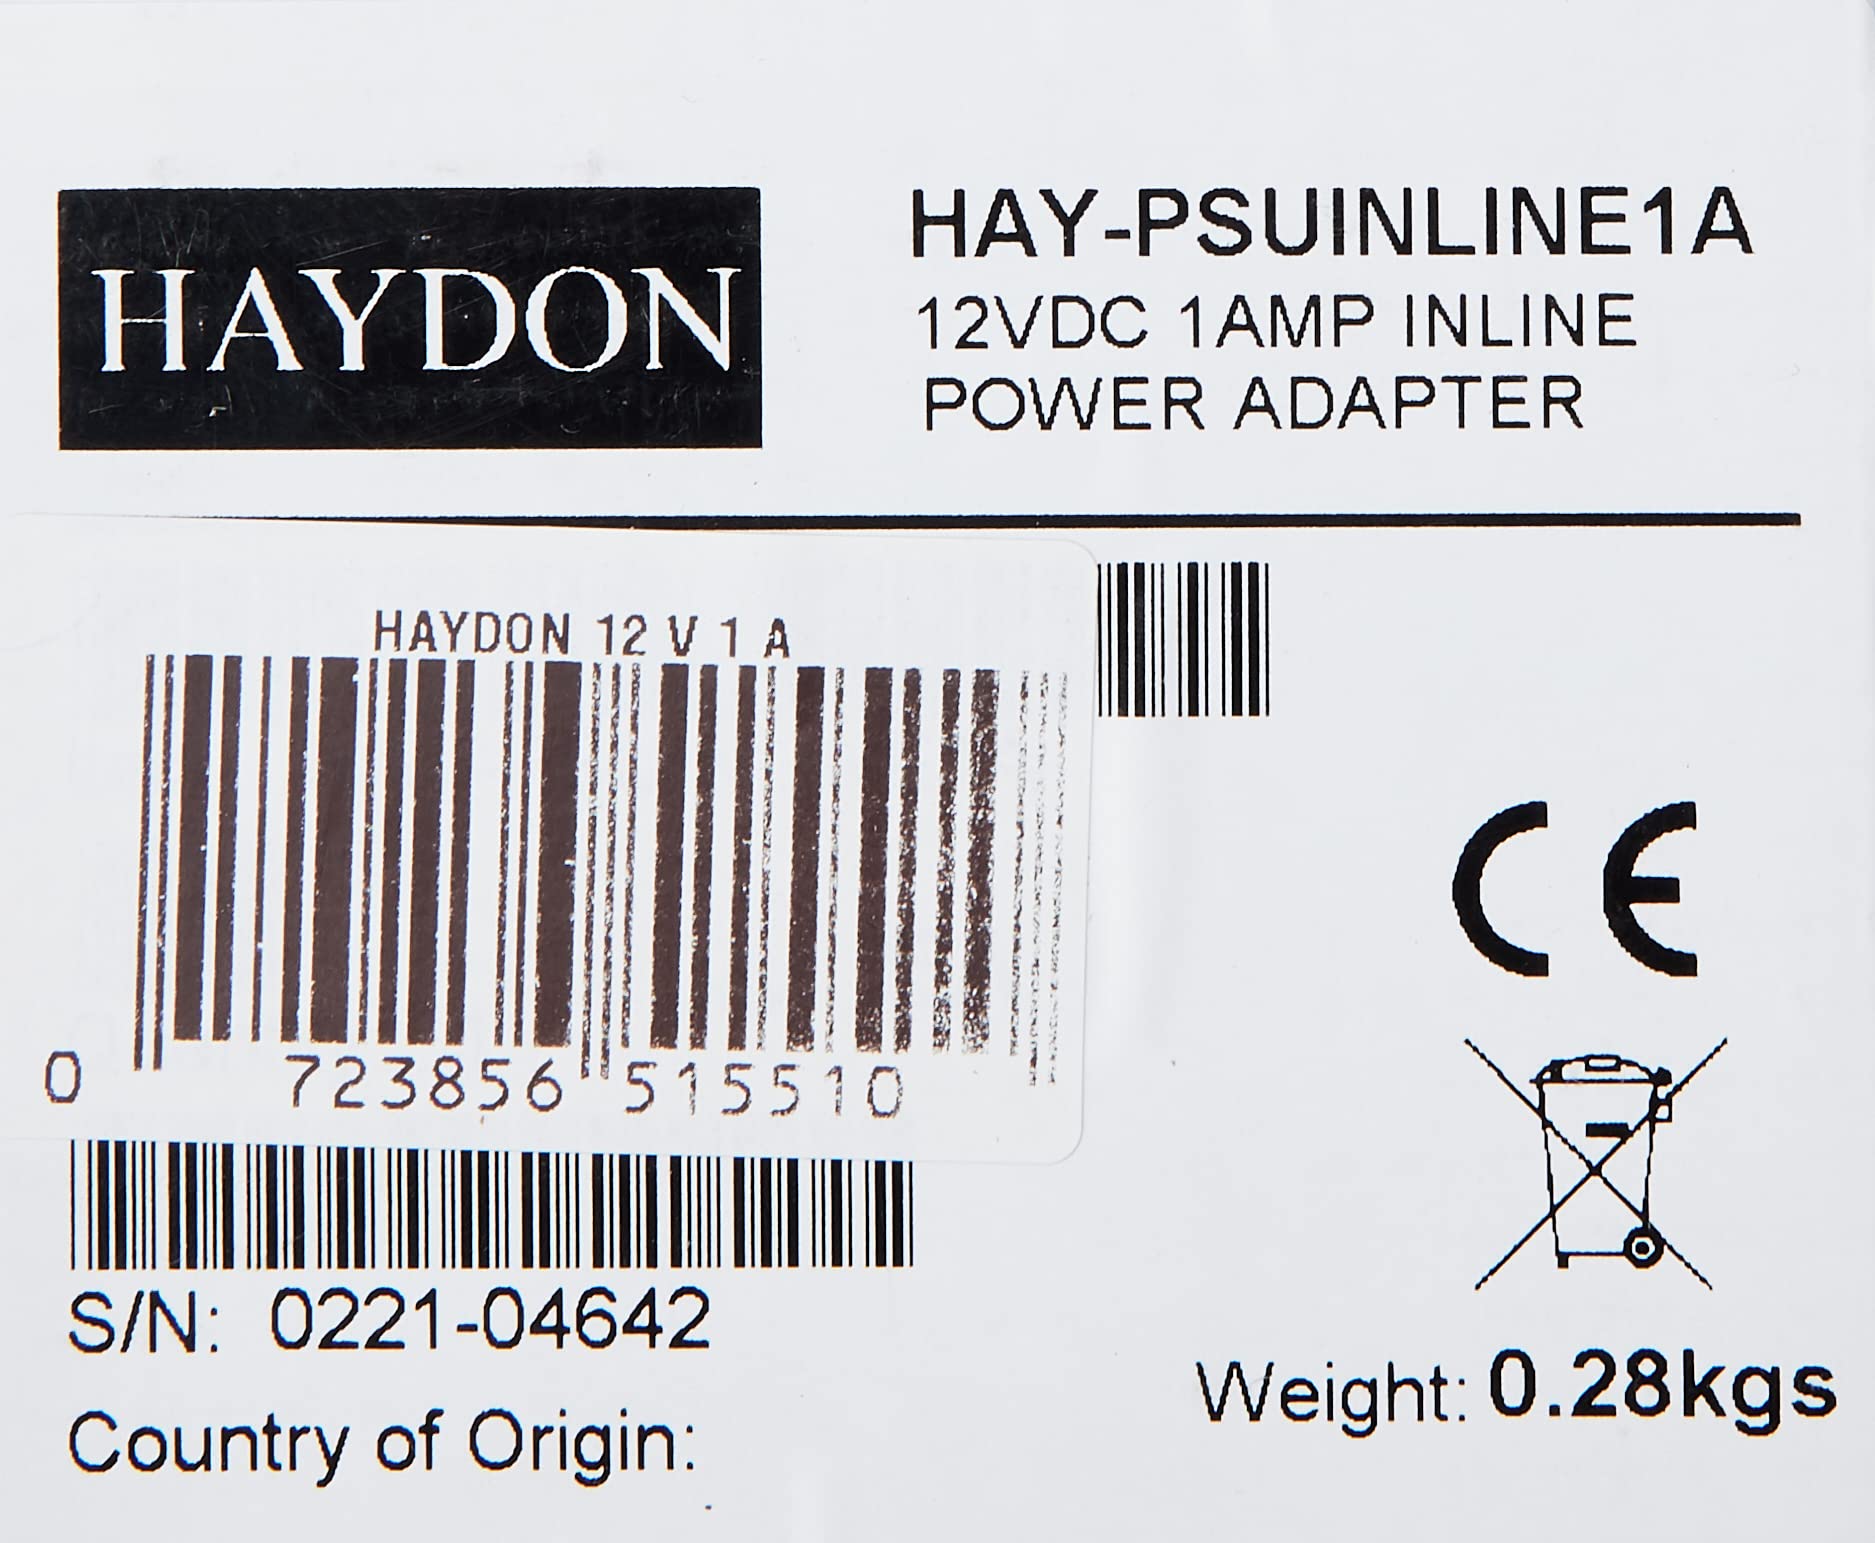 HAYDON
HAY-PSUINLINE1A
12VDC 1AMP INLINE
POWER ADAPTER
HAYDON 12 V 1 A
0 723856 515510
CE
S/N: 0221-04642
Weight: 0.28kgs
Country of Origin: